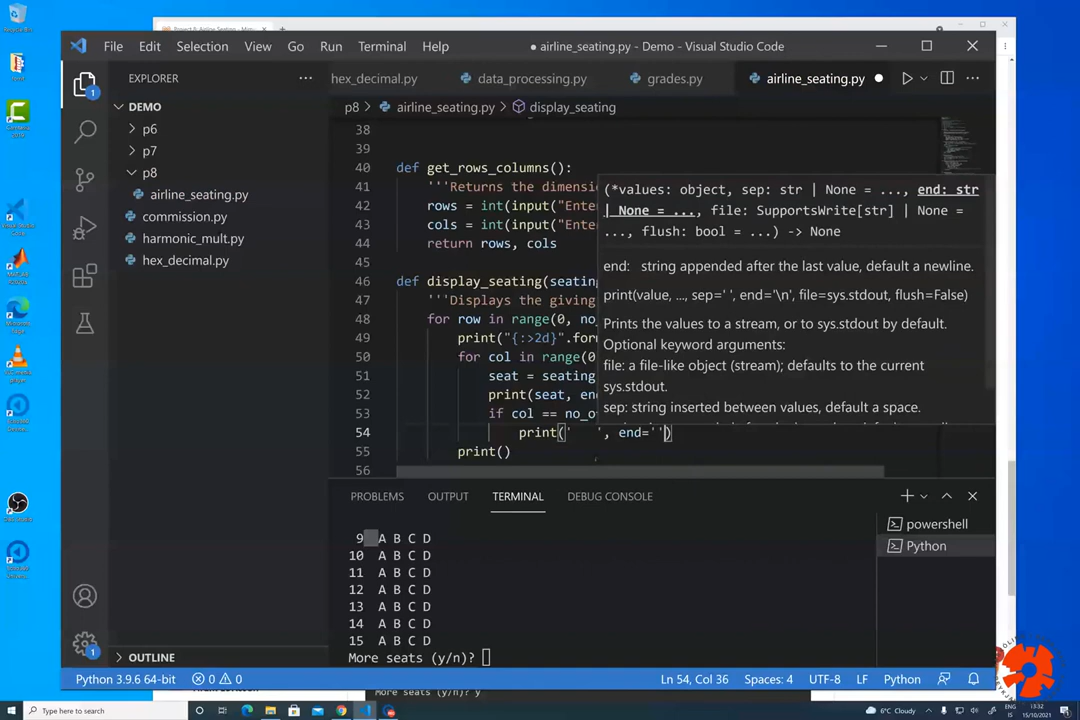 File Edit Selection View Go Run Terminal Help
airline_seating.py - Demo - Visual Studio Code
EXPLORER
hex_decimal.py data_processing.py grades.py airline_seating.py
DEMO
p8 > airline_seating.py > display_seating
p6
p7
p8
airline_seating.py
commission.py
harmonic_mult.py
hex_decimal.py
38
39
40 def get_rows_columns():
41 '''Returns the dimensio
42 rows = int(input("Ente
43 cols = int(input("Ente
44 return rows, cols
46 def display_seating(seating
47 '''Displays the giving
48 for row in range(0, no_
49 print("{:>2d}".for
50 for col in range(0
51 seat = seating
52 print(seat, en
53 if col == no_o
54 print(' ', end='')
55 print()
56
(*values: object, sep: str | None = ..., end: str
| None = ..., file: SupportsWrite[str] | None =
..., flush: bool = ...) -> None
end: string appended after the last value, default a newline.
print(value, ..., sep=' ', end='\n', file=sys.stdout, flush=False)
Prints the values to a stream, or to sys.stdout by default.
Optional keyword arguments:
file: a file-like object (stream); defaults to the current
sys.stdout.
sep: string inserted between values, default a space.
PROBLEMS OUTPUT TERMINAL DEBUG CONSOLE
9 A B C D
10 A B C D
11 A B C D
12 A B C D
13 A B C D
14 A B C D
15 A B C D
More seats (y/n)?
powershell
Python
OUTLINE
Python 3.9.6 64-bit 0 0 Ln 54, Col 36 Spaces: 4 UTF-8 LF Python
More seats (y/n)? y
Type here to search
6°C Cloudy
ENG
IS
13:32
15/10/2021